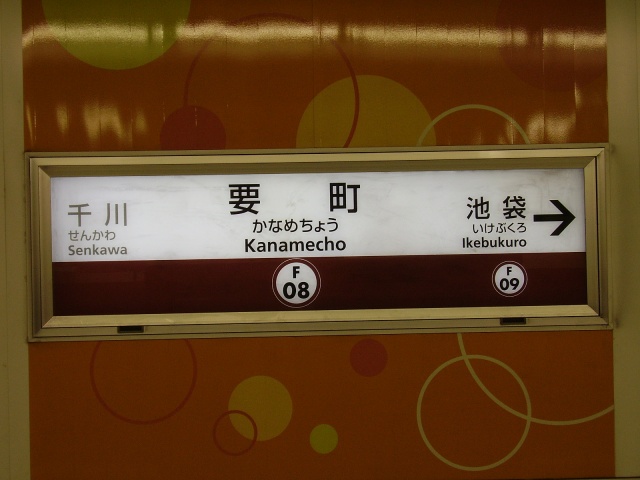 千川
せんかわ
Senkawa
要町
かなめちょう
Kanamecho
F
08
池袋
いけぶくろ
Ikebukuro
F
09